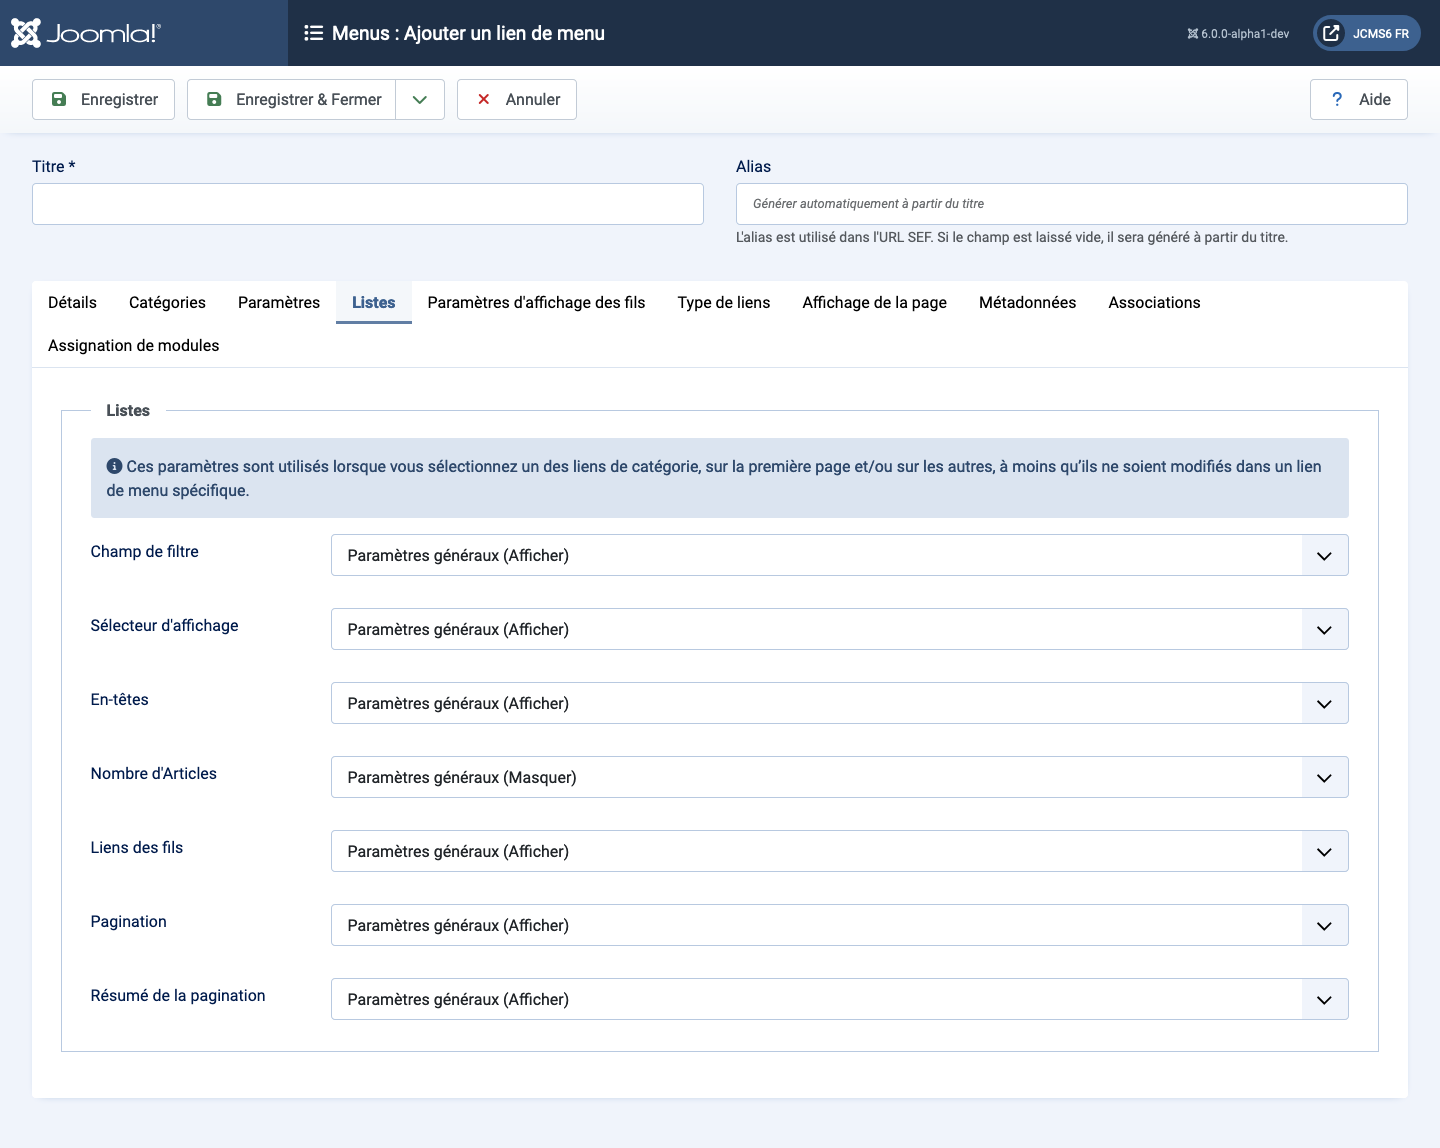 Joomla!®
Menus : Ajouter un lien de menu
6.0.0-alpha1-dev
JCMS6 FR
Enregistrer
Enregistrer & Fermer
Annuler
? Aide
Titre *
Alias
Générer automatiquement à partir du titre
L'alias est utilisé dans l'URL SEF. Si le champ est laissé vide, il sera généré à partir du titre.
Détails Catégories Paramètres Listes Paramètres d'affichage des fils Type de liens Affichage de la page Métadonnées Associations
Assignation de modules
Listes
Ces paramètres sont utilisés lorsque vous sélectionnez un des liens de catégorie, sur la première page et/ou sur les autres, à moins qu’ils ne soient modifiés dans un lien
de menu spécifique.
Champ de filtre
Paramètres généraux (Afficher)
Sélecteur d'affichage
Paramètres généraux (Afficher)
En-têtes
Paramètres généraux (Afficher)
Nombre d'Articles
Paramètres généraux (Masquer)
Liens des fils
Paramètres généraux (Afficher)
Pagination
Paramètres généraux (Afficher)
Résumé de la pagination
Paramètres généraux (Afficher)